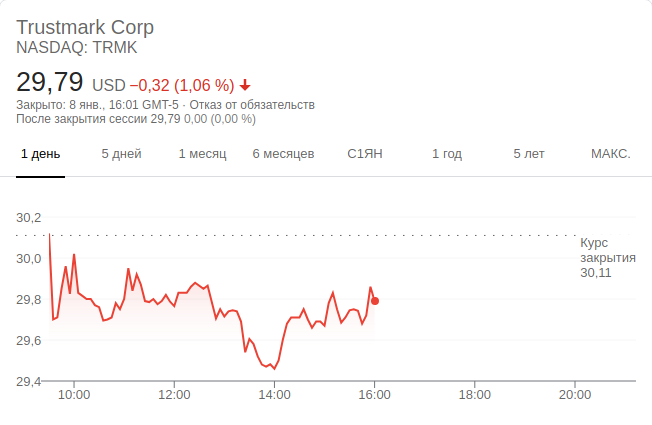 Trustmark Corp
NASDAQ: TRMK
29,79 USD −0,32 (1,06 %)
Закрыто: 8 янв., 16:01 GMT-5 · Отказ от обязательств
После закрытия сессии 29,79 0,00 (0,00 %)
1 день 5 дней 1 месяц 6 месяцев С1ЯН 1 год 5 лет МАКС.
30,2
Курс
закрытия
30,11
30,0
29,8
29,6
29,4
10:00 12:00 14:00 16:00 18:00 20:00